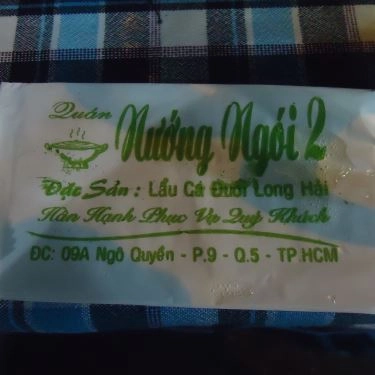 Quán
Nướng Ngói 2
Đặc Sản : Lẩu Cá Đuối Long Hải
Hân Hạnh Phục Vụ Quý Khách
ĐC: 09A Ngô Quyền - P.9 - Q.5 - TP.HCM